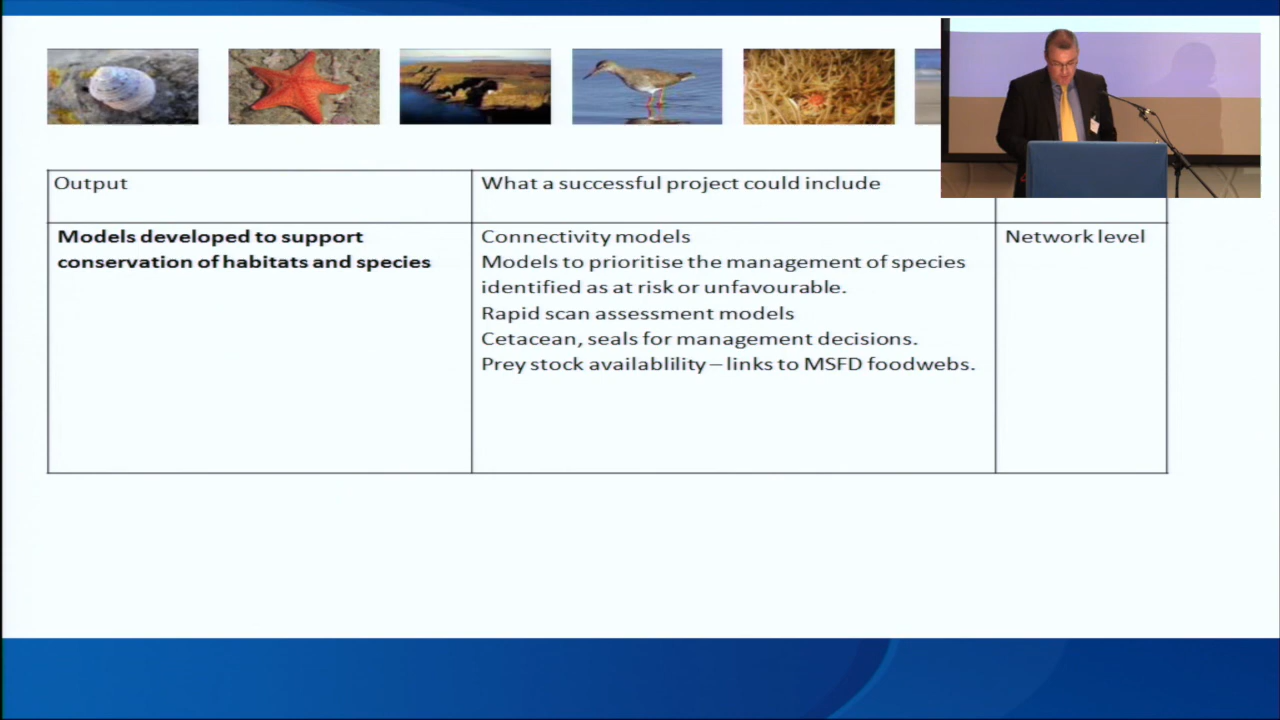 Output
What a successful project could include
Models developed to support
conservation of habitats and species
Connectivity models
Models to prioritise the management of species
identified as at risk or unfavourable.
Rapid scan assessment models
Cetacean, seals for management decisions.
Prey stock availablility – links to MSFD foodwebs.
Network level